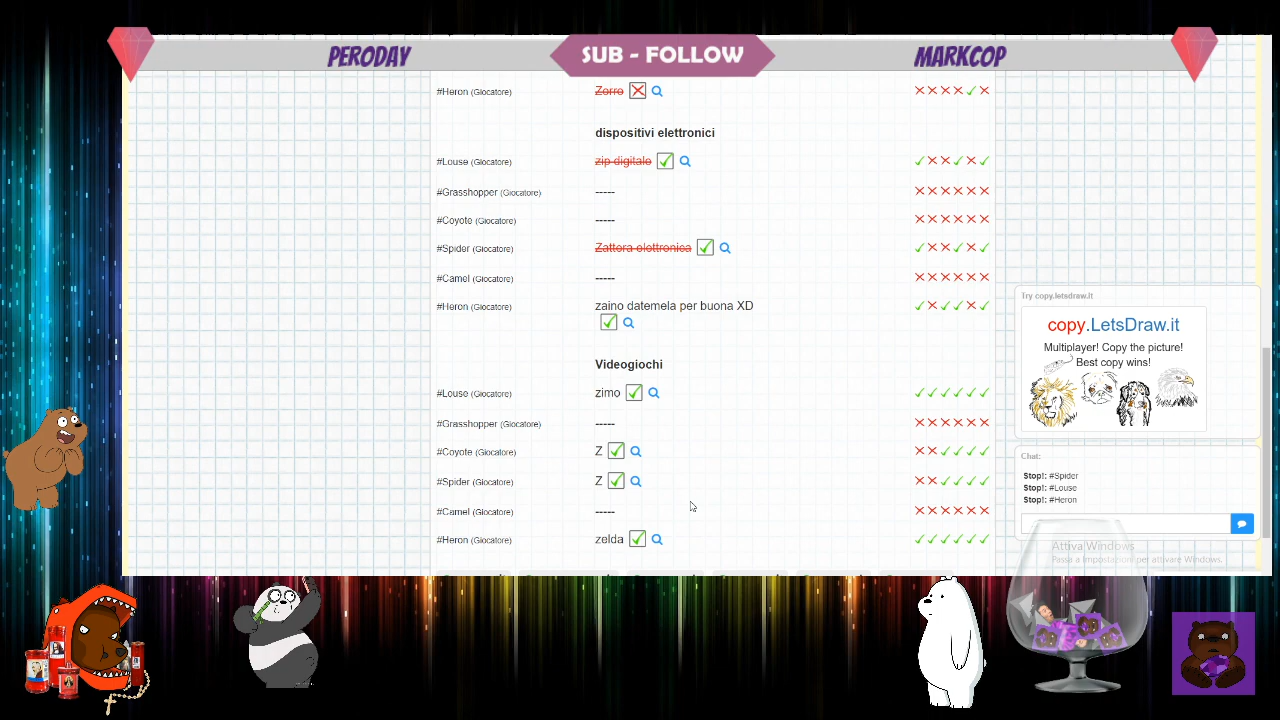 PERODAY
SUB - FOLLOW
MARKCOP
#Heron (Giocatore) Zorro
dispositivi elettronici
#Louse (Giocatore) zip digitale
#Grasshopper (Giocatore) -----
#Coyote (Giocatore) -----
#Spider (Giocatore) Zattera elettronica
#Camel (Giocatore) -----
#Heron (Giocatore) zaino datemela per buona XD
Videogiochi
#Louse (Giocatore) zimo
#Grasshopper (Giocatore) -----
#Coyote (Giocatore) Z
#Spider (Giocatore) Z
#Camel (Giocatore) -----
#Heron (Giocatore) zelda
Try copy.letsdraw.it
copy.LetsDraw.it
Multiplayer! Copy the picture!
Best copy wins!
Chat:
Stop!: #Spider
Stop!: #Louse
Stop!: #Heron
Attiva Windows
Passa a Impostazioni per attivare Windows.